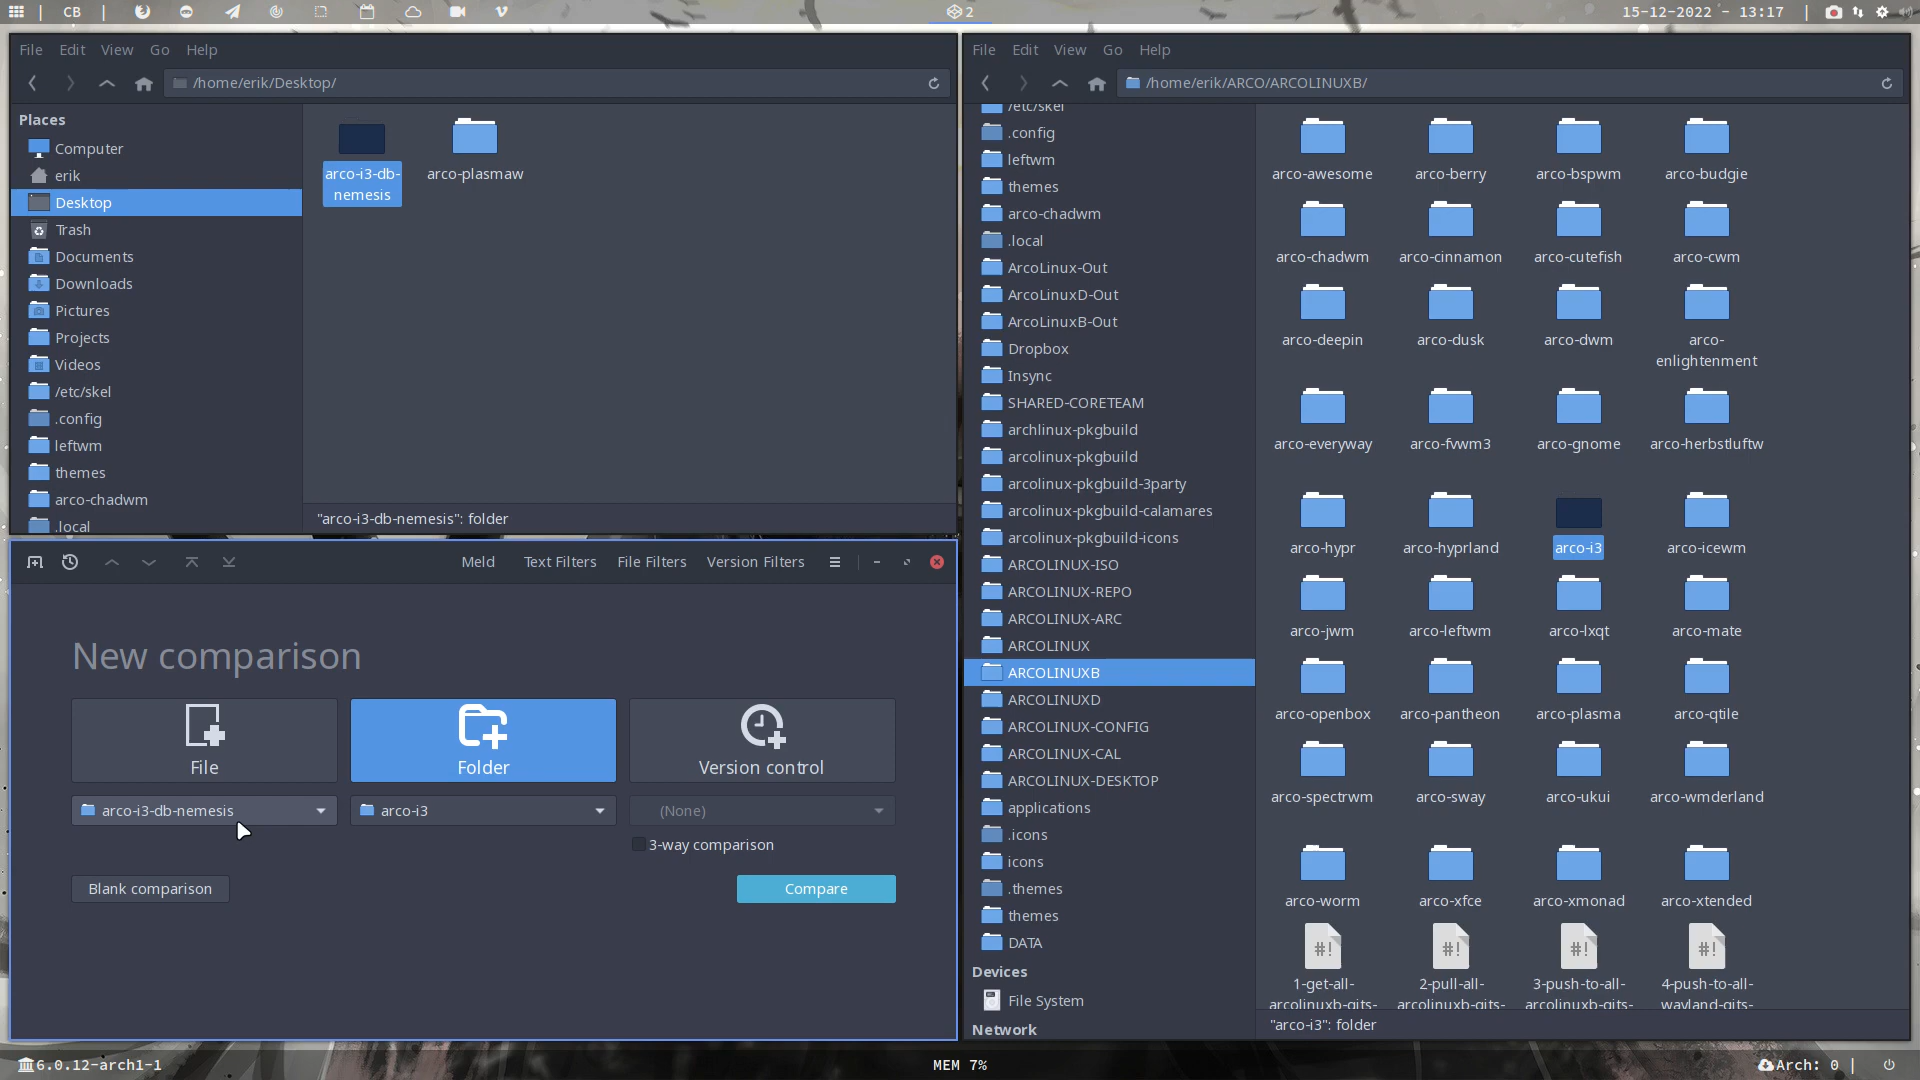 CB
2
15-12-2022 - 13:17
File Edit View Go Help
/home/erik/Desktop/
Places
Computer
erik
Desktop
Trash
Documents
Downloads
Pictures
Projects
Videos
/etc/skel
.config
leftwm
themes
arco-chadwm
.local
arco-i3-db-
nemesis
arco-plasmaw
"arco-i3-db-nemesis": folder
Meld Text Filters File Filters Version Filters
New comparison
File
Folder
Version control
arco-i3-db-nemesis
arco-i3
(None)
3-way comparison
Blank comparison
Compare
File Edit View Go Help
/home/erik/ARCO/ARCOLINUXB/
/etc/skel
.config
leftwm
themes
arco-chadwm
.local
ArcoLinux-Out
ArcoLinuxD-Out
ArcoLinuxB-Out
Dropbox
Insync
SHARED-CORETEAM
archlinux-pkgbuild
arcolinux-pkgbuild
arcolinux-pkgbuild-3party
arcolinux-pkgbuild-calamares
arcolinux-pkgbuild-icons
ARCOLINUX-ISO
ARCOLINUX-REPO
ARCOLINUX-ARC
ARCOLINUX
ARCOLINUXB
ARCOLINUXD
ARCOLINUX-CONFIG
ARCOLINUX-CAL
ARCOLINUX-DESKTOP
applications
.icons
icons
.themes
themes
DATA
Devices
File System
Network
arco-awesome arco-berry arco-bspwm arco-budgie
arco-chadwm arco-cinnamon arco-cutefish arco-cwm
arco-deepin arco-dusk arco-dwm arco-
enlightenment
arco-everyway arco-fvwm3 arco-gnome arco-herbstluftw
arco-hypr arco-hyprland arco-i3 arco-icewm
arco-jwm arco-leftwm arco-lxqt arco-mate
arco-openbox arco-pantheon arco-plasma arco-qtile
arco-spectrwm arco-sway arco-ukui arco-wmderland
arco-worm arco-xfce arco-xmonad arco-xtended
#! #! #! #!
1-get-all- 2-pull-all- 3-push-to-all- 4-push-to-all-
arcolinuxb-gits- arcolinuxb-gits- arcolinuxb-gits- wayland-gits-
"arco-i3": folder
6.0.12-arch1-1
MEM 7%
Arch: 0